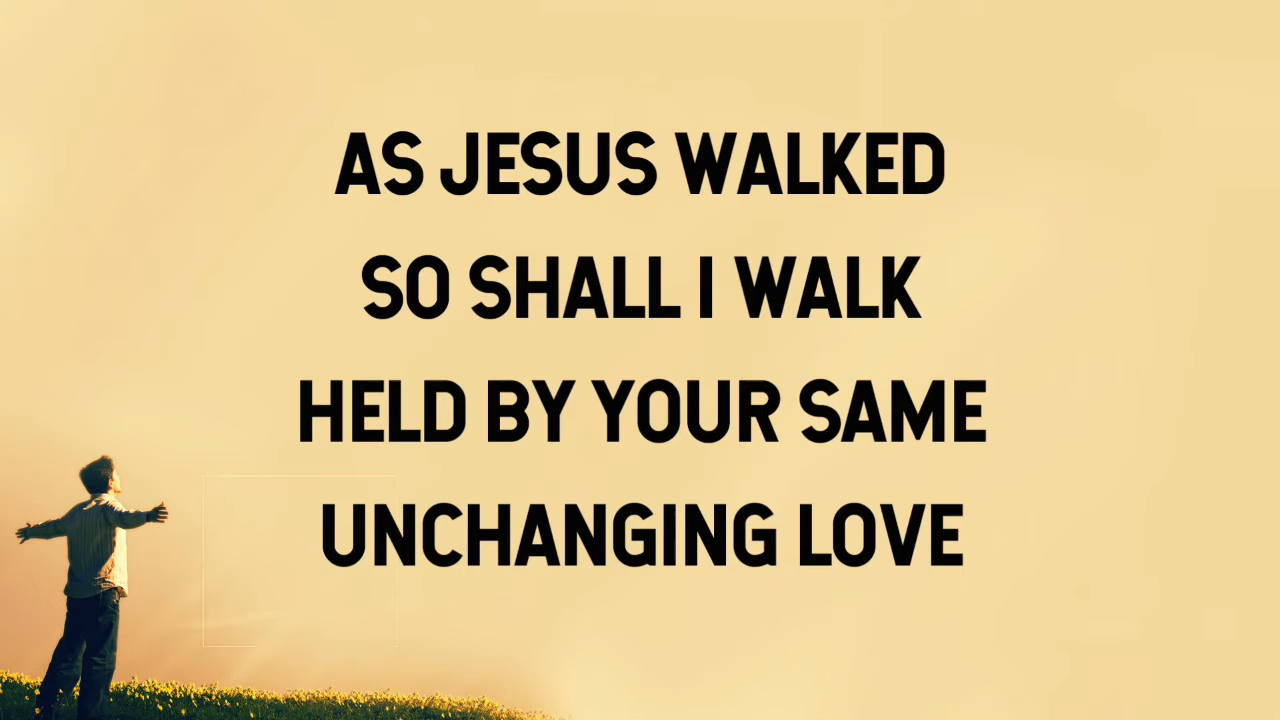 AS JESUS WALKED
SO SHALL I WALK
HELD BY YOUR SAME
UNCHANGING LOVE